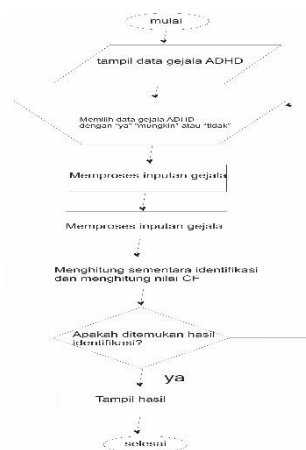 mulai
tampil data gejala ADHD
Memilih data gejala ADHD
dengan "ya" "mungkin" atau "tidak"
Memproses inputan gejala
Memproses inputan gejala
Menghitung sementara identifikasi
dan menghitung nilai CF
Apakah ditemukan hasil
identifikasi?
ya
Tampil hasil
selesai